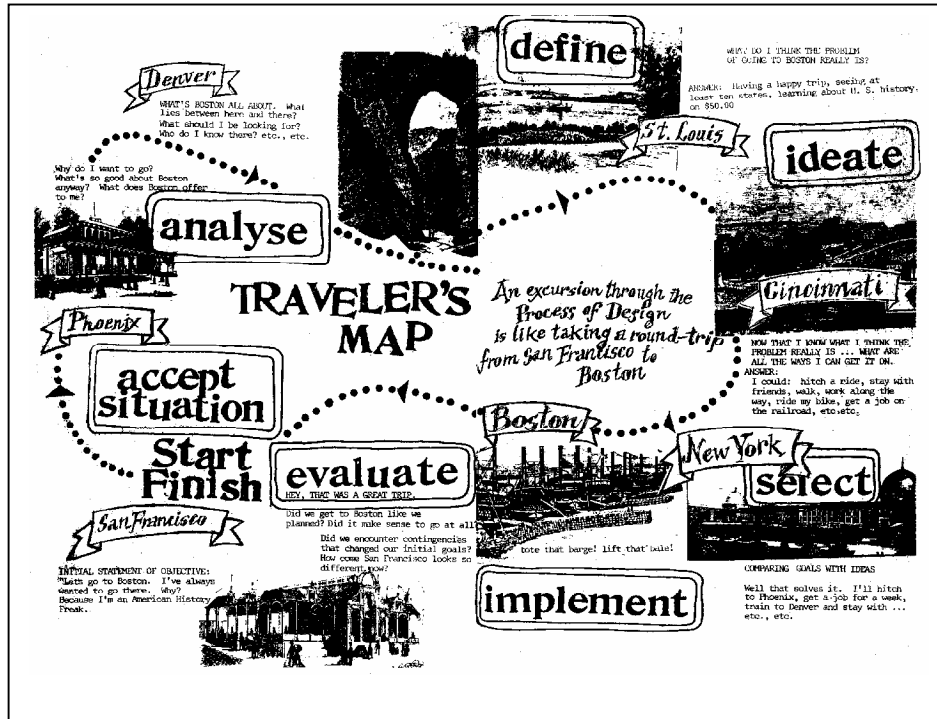 define
WHAT DO I THINK THE PROBLEM
OF GOING TO BOSTON REALLY IS?
ANSWER: Having a happy trip, seeing at
least ten states, learning about U. S. history.
on $50.00
St. Louis
ideate
Denver
WHAT'S BOSTON ALL ABOUT. What
lies between here and there?
What should I be looking for?
Who do I know there? etc., etc.
Why do I want to go?
What's so good about Boston
anyway? What does Boston offer
to me?
analyse
TRAVELER'S
MAP
An excursion through the
Process of Design
is like taking a round-trip
from San Francisco to
Boston
Cincinnati
NOW THAT I KNOW WHAT I THINK THE
PROBLEM REALLY IS ... WHAT ARE
ALL THE WAYS I CAN GET IT ON.
ANSWER:
I could: hitch a ride, stay with
friends, walk, work along the
way, ride my bike, get a job on
the railroad, etc.etc.
Phoenix
accept
situation
Start
Finish
San Francisco
INITIAL STATEMENT OF OBJECTIVE:
"Lets go to Boston. I've always
wanted to go there. Why?
Because I'm an American History
Freak.
evaluate
HEY, THAT WAS A GREAT TRIP.
Did we get to Boston like we
planned? Did it make sense to go at all?
Did we encounter contingencies
that changed our initial goals?
How come San Francisco looks so
different now?
Boston
tote that barge! lift that bale!
implement
New York
select
COMPARING GOALS WITH IDEAS
Well that solves it. I'll hitch
to Phoenix, get a job for a week,
train to Denver and stay with ...
etc., etc.